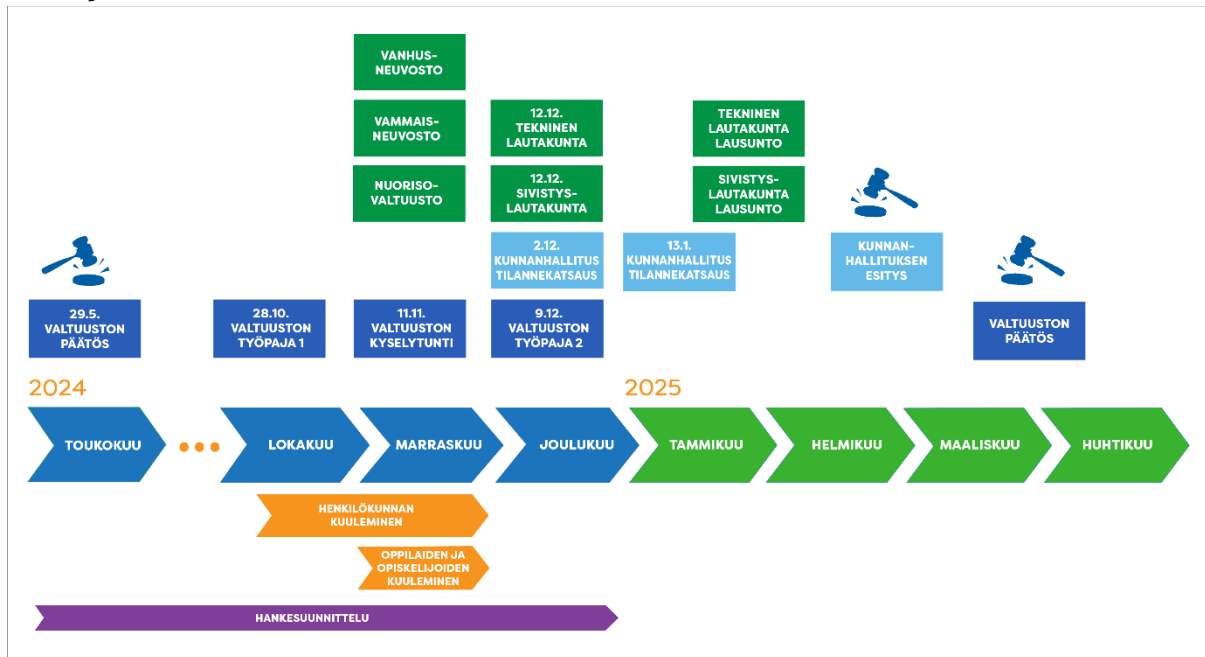 VANHUS-
NEUVOSTO
VAMMAIS-
NEUVOSTO
12.12.
TEKNINEN
LAUTAKUNTA
TEKNINEN
LAUTAKUNTA
LAUSUNTO
NUORISO-
VALTUUSTO
12.12.
SIVISTYS-
LAUTAKUNTA
SIVISTYS-
LAUTAKUNTA
LAUSUNTO
2.12.
KUNNANHALLITUS
TILANNEKATSAUS
13.1.
KUNNANHALLITUS
TILANNEKATSAUS
KUNNAN-
HALLITUKSEN
ESITYS
29.5.
VALTUUSTON
PÄÄTÖS
28.10.
VALTUUSTON
TYÖPAJA 1
11.11.
VALTUUSTON
KYSELYTUNTI
9.12.
VALTUUSTON
TYÖPAJA 2
VALTUUSTON
PÄÄTÖS
2024
2025
TOUKOKUU
LOKAKUU
MARRASKUU
JOULUKUU
TAMMIKUU
HELMIKUU
MAALISKUU
HUHTIKUU
HENKILÖKUNNAN
KUULEMINEN
OPPILAIDEN JA
OPISKELIJOIDEN
KUULEMINEN
HANKESUUNNITTELU